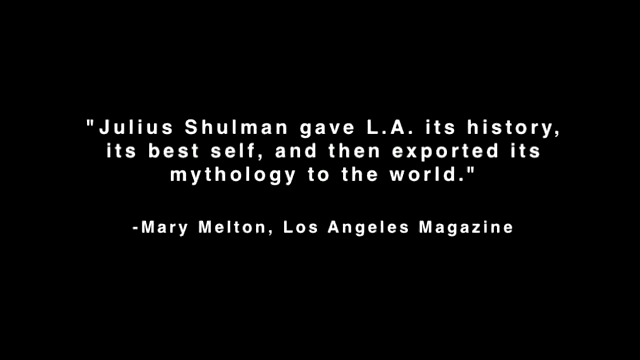 "Julius Shulman gave L.A. its history,
its best self, and then exported its
mythology to the world."
-Mary Melton, Los Angeles Magazine